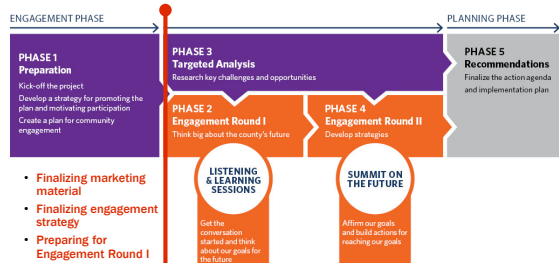 ENGAGEMENT PHASE
PLANNING PHASE
PHASE 1
Preparation
Kick-off the project
Develop a strategy for promoting the
plan and motivating participation
Create a plan for community
engagement
PHASE 3
Targeted Analysis
Research key challenges and opportunities
PHASE 2
Engagement Round I
Think big about the county's future
PHASE 4
Engagement Round II
Develop strategies
PHASE 5
Recommendations
Finalize the action agenda
and implementation plan
LISTENING
& LEARNING
SESSIONS
Get the
conversation
started and think
about our goals for
the future
SUMMIT ON
THE FUTURE
Affirm our goals
and build actions for
reaching our goals
• Finalizing marketing
material
• Finalizing engagement
strategy
• Preparing for
Engagement Round I